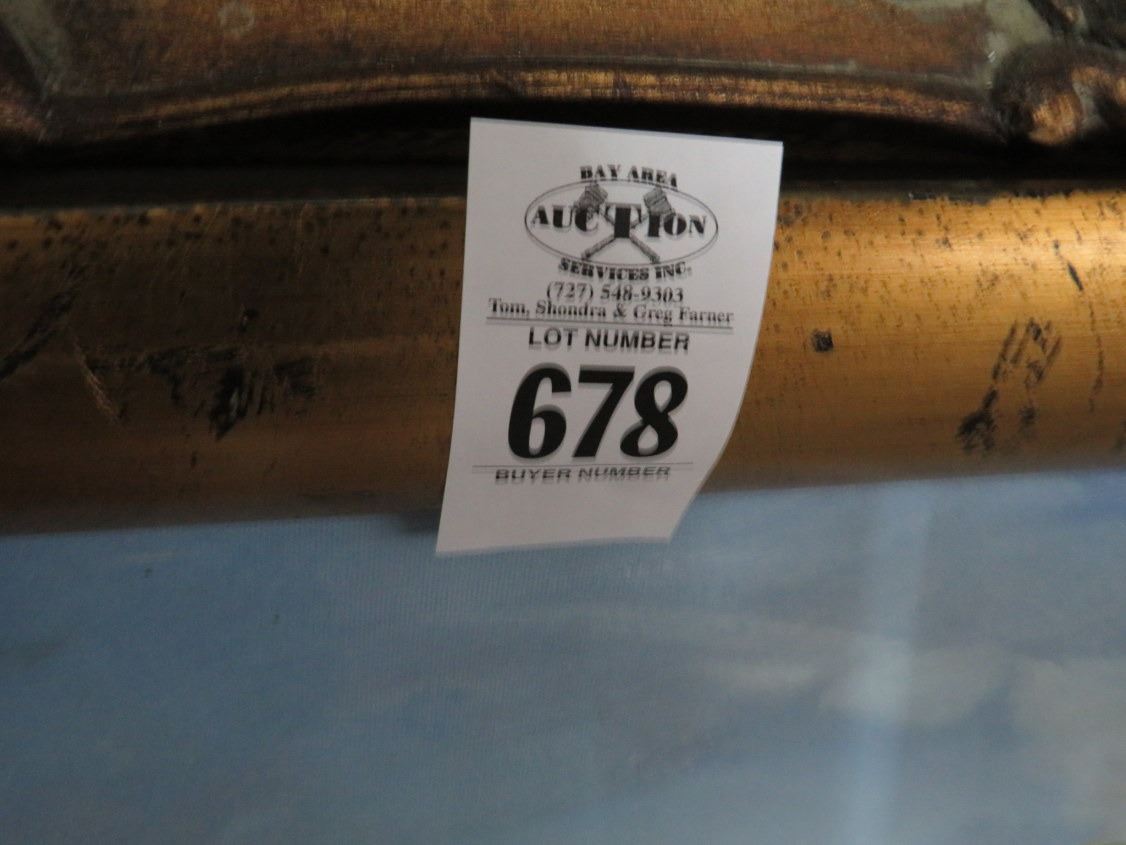 BAY AREA
AUCTION
SERVICES INC.
(727) 548-9303
Tom, Shondra & Greg Farner
LOT NUMBER
678
BUYER NUMBER